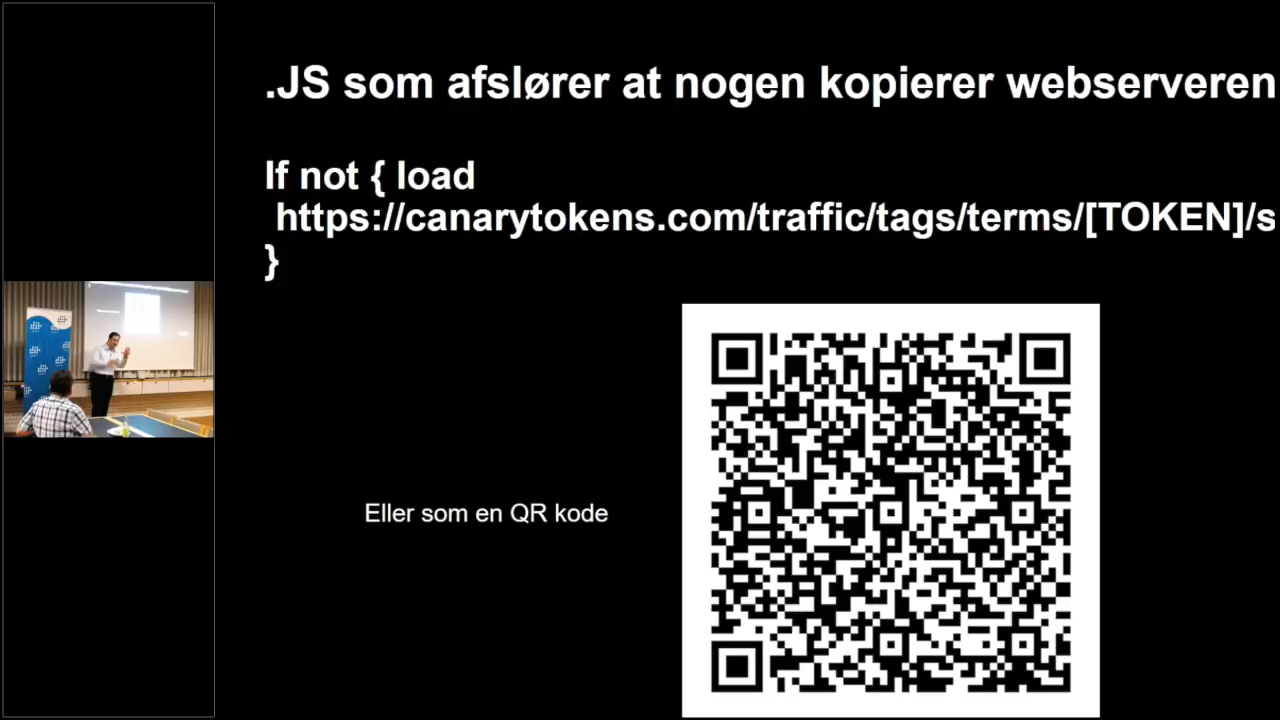 .JS som afslører at nogen kopierer webserveren
If not { load
https://canarytokens.com/traffic/tags/terms/[TOKEN]/s
}
Eller som en QR kode